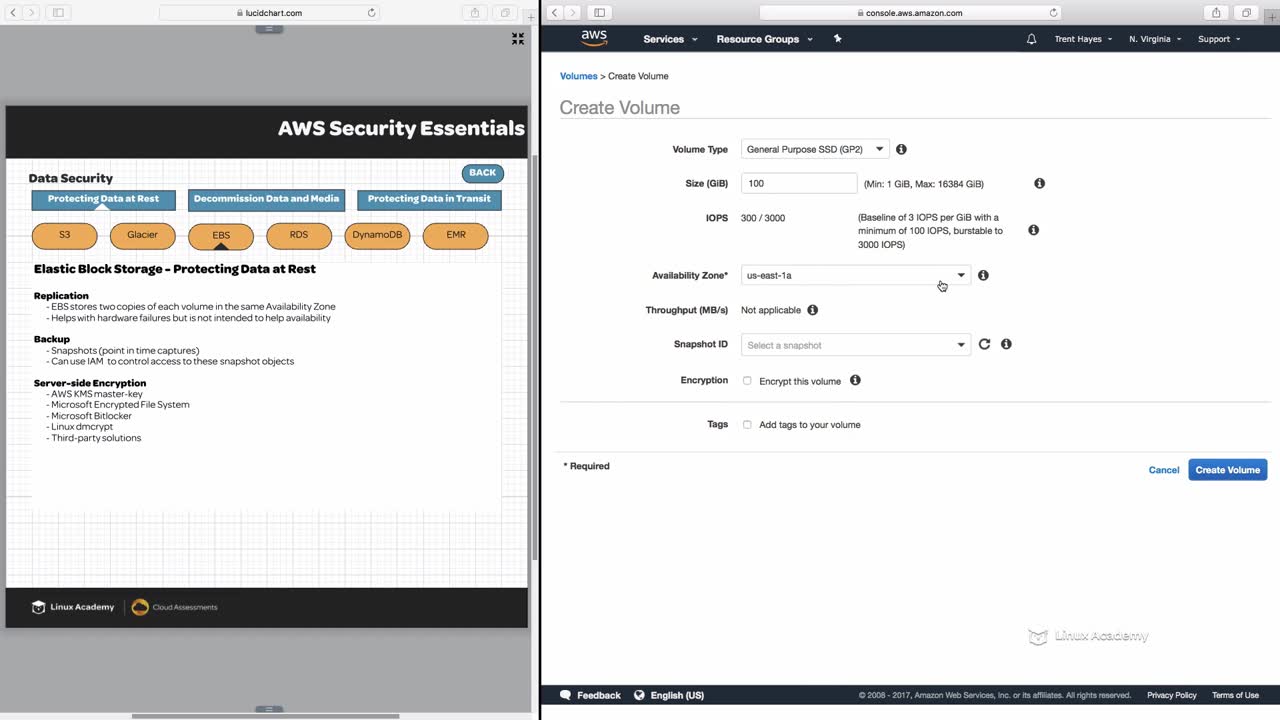 lucidchart.com
AWS Security Essentials
BACK
Data Security
Protecting Data at Rest
Decommission Data and Media
Protecting Data in Transit
S3
Glacier
EBS
RDS
DynamoDB
EMR
Elastic Block Storage - Protecting Data at Rest
Replication
- EBS stores two copies of each volume in the same Availability Zone
- Helps with hardware failures but is not intended to help availability
Backup
- Snapshots (point in time captures)
- Can use IAM to control access to these snapshot objects
Server-side Encryption
- AWS KMS master-key
- Microsoft Encrypted File System
- Microsoft Bitlocker
- Linux dmcrypt
- Third-party solutions
Linux Academy
Cloud Assessments
console.aws.amazon.com
aws
Services
Resource Groups
Trent Hayes
N. Virginia
Support
Volumes > Create Volume
Create Volume
Volume Type
General Purpose SSD (GP2)
Size (GiB)
100
(Min: 1 GiB, Max: 16384 GiB)
IOPS
300 / 3000
(Baseline of 3 IOPS per GiB with a
minimum of 100 IOPS, burstable to
3000 IOPS)
Availability Zone*
us-east-1a
Throughput (MB/s)
Not applicable
Snapshot ID
Select a snapshot
Encryption
Encrypt this volume
Tags
Add tags to your volume
* Required
Cancel
Create Volume
Linux Academy
Feedback
English (US)
© 2008 - 2017, Amazon Web Services, Inc. or its affiliates. All rights reserved.
Privacy Policy
Terms of Use